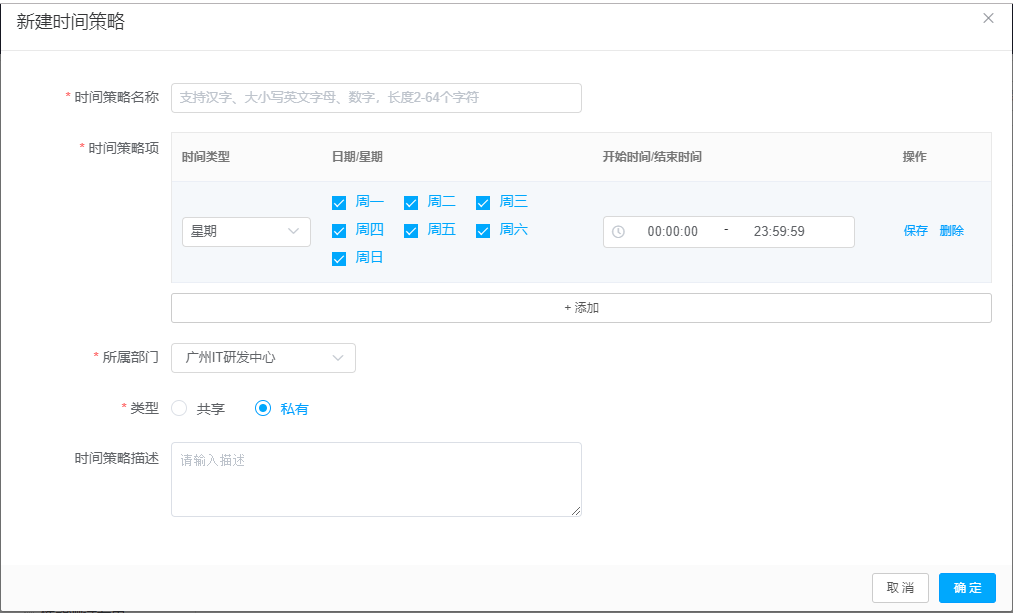 新建时间策略
* 时间策略名称 支持汉字、大小写英文字母、数字，长度2-64个字符
* 时间策略项
时间类型 日期/星期 开始时间/结束时间 操作
星期 周一 周二 周三 周四 周五 周六 周日 00:00:00 - 23:59:59 保存 删除
+ 添加
* 所属部门 广州IT研发中心
* 类型 共享 私有
时间策略描述 请输入描述
取消 确定